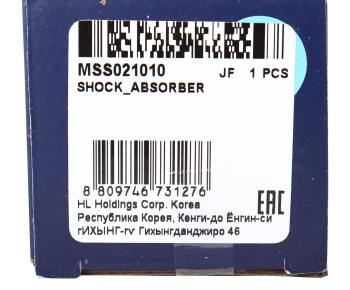 MSS021010 JF 1 PCS
SHOCK_ABSORBER
8 809746 731276
HL Holdings Corp. Korea
Республика Корея, Кенги-до Ёнгин-си
гИХЫНГ-гv Гихынгданджиро 46
EAC